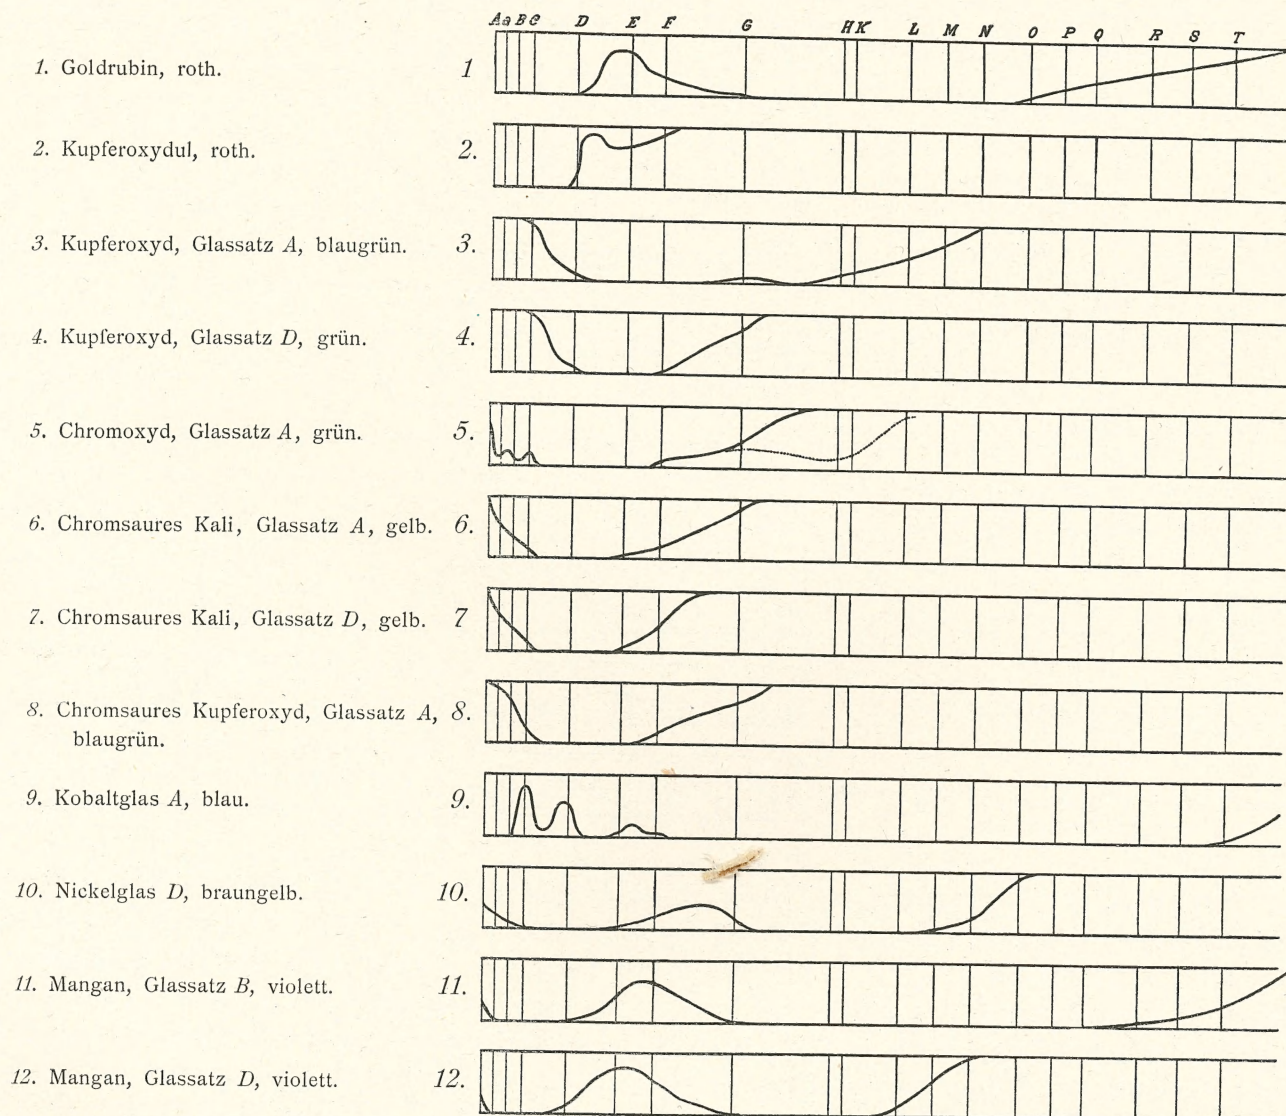 A a B C D E F G H K L M N O P Q R S T
1. Goldrubin, roth. 1
2. Kupferoxydul, roth. 2.
3. Kupferoxyd, Glassatz A, blaugrün. 3.
4. Kupferoxyd, Glassatz D, grün. 4.
5. Chromoxyd, Glassatz A, grün. 5.
6. Chromsaures Kali, Glassatz A, gelb. 6.
7. Chromsaures Kali, Glassatz D, gelb. 7
8. Chromsaures Kupferoxyd, Glassatz A, 8.
blaugrün.
9. Kobaltglas A, blau. 9.
10. Nickelglas D, braungelb. 10.
11. Mangan, Glassatz B, violett. 11.
12. Mangan, Glassatz D, violett. 12.